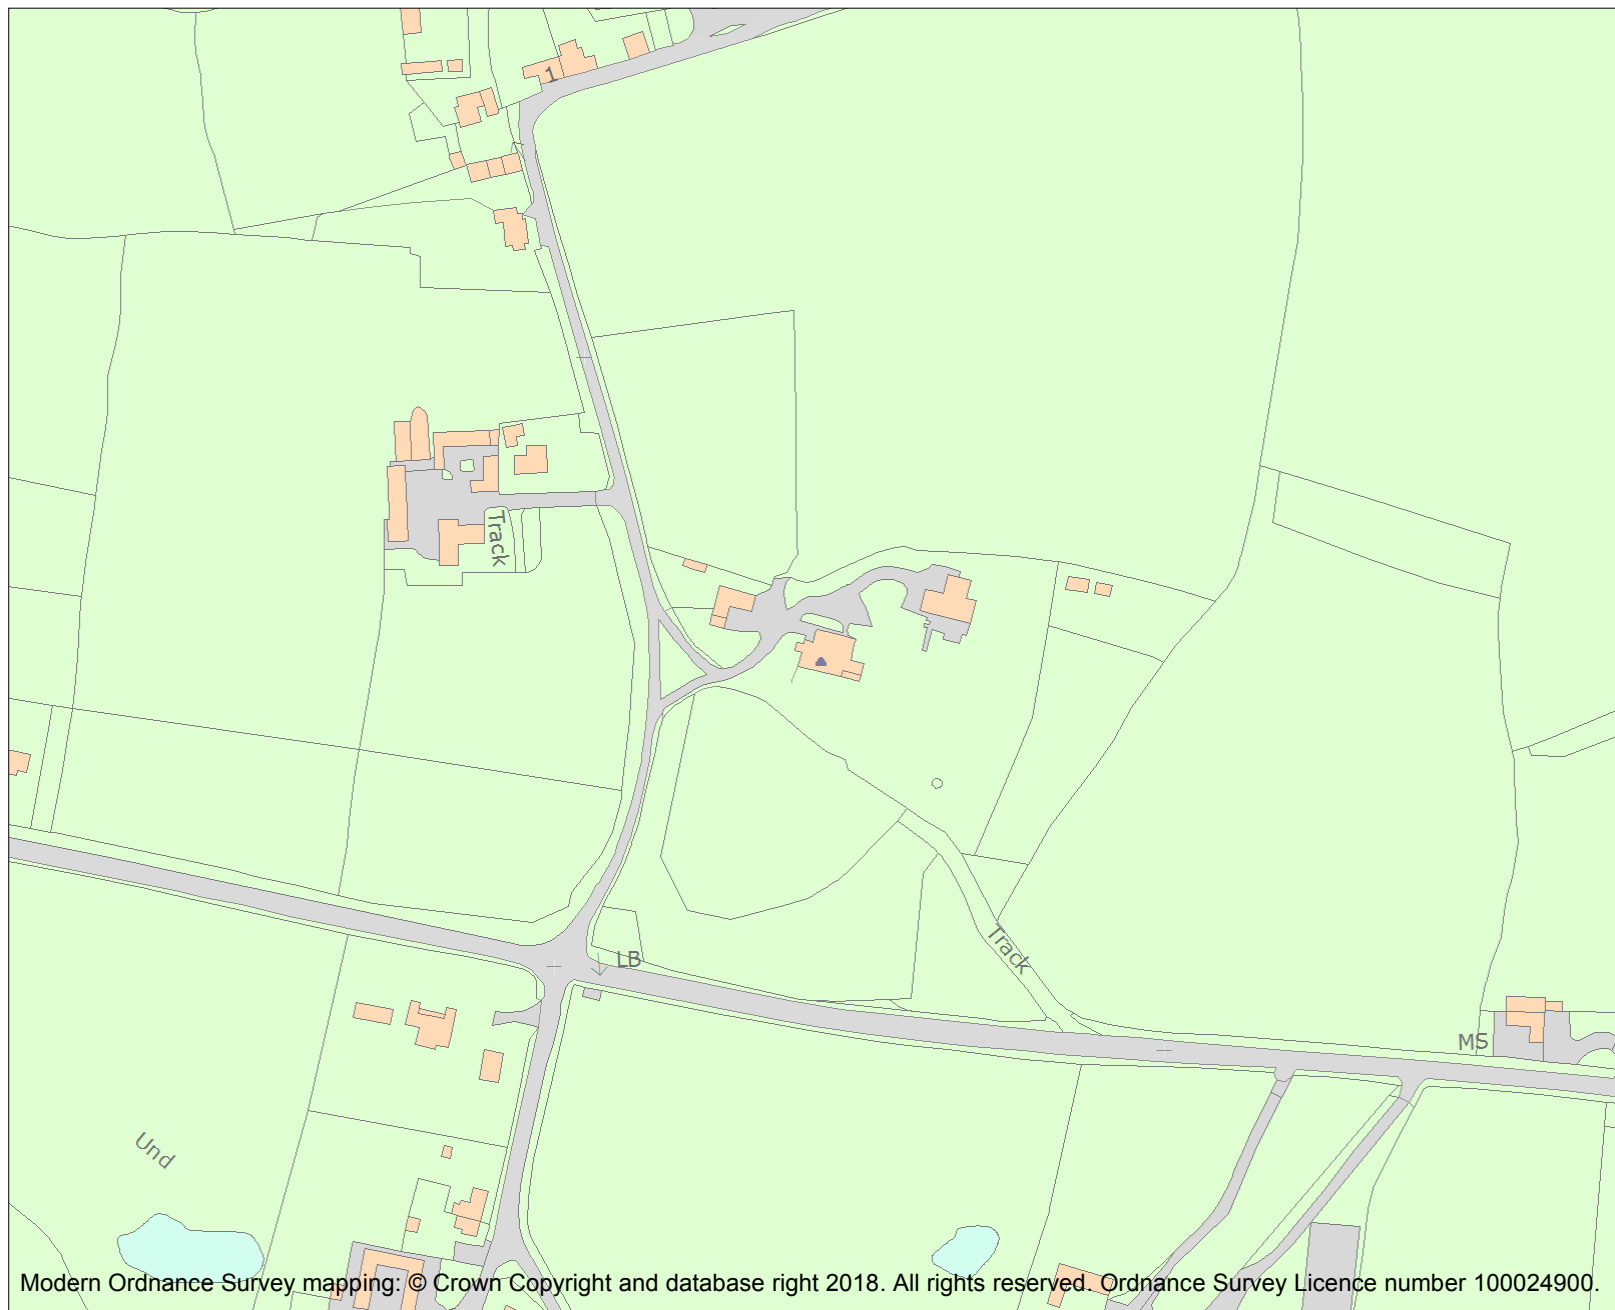 1
Track
LB
Track
MS
Und
Modern Ordnance Survey mapping: © Crown Copyright and database right 2018. All rights reserved. Ordnance Survey Licence number 100024900.